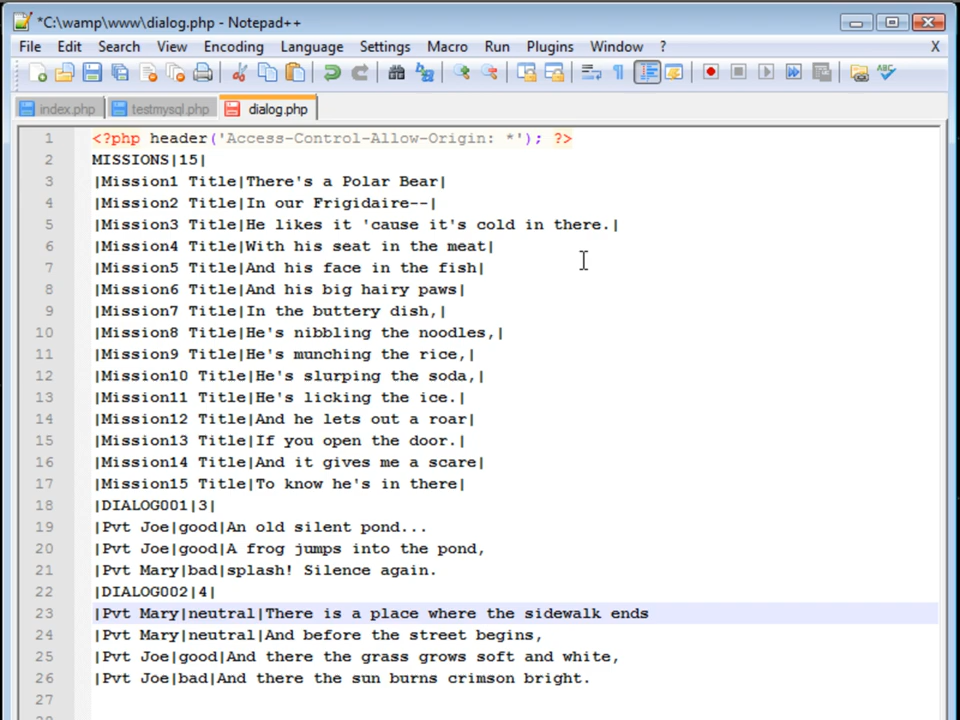 *C:\wamp\www\dialog.php - Notepad++
File Edit Search View Encoding Language Settings Macro Run Plugins Window ? X
index.php testmysql.php dialog.php
1 <?php header('Access-Control-Allow-Origin: *'); ?>
2 MISSIONS|15|
3 |Mission1 Title|There's a Polar Bear|
4 |Mission2 Title|In our Frigidaire--|
5 |Mission3 Title|He likes it 'cause it's cold in there.|
6 |Mission4 Title|With his seat in the meat|
7 |Mission5 Title|And his face in the fish|
8 |Mission6 Title|And his big hairy paws|
9 |Mission7 Title|In the buttery dish,|
10 |Mission8 Title|He's nibbling the noodles,|
11 |Mission9 Title|He's munching the rice,|
12 |Mission10 Title|He's slurping the soda,|
13 |Mission11 Title|He's licking the ice.|
14 |Mission12 Title|And he lets out a roar|
15 |Mission13 Title|If you open the door.|
16 |Mission14 Title|And it gives me a scare|
17 |Mission15 Title|To know he's in there|
18 |DIALOG001|3|
19 |Pvt Joe|good|An old silent pond...
20 |Pvt Joe|good|A frog jumps into the pond,
21 |Pvt Mary|bad|splash! Silence again.
22 |DIALOG002|4|
23 |Pvt Mary|neutral|There is a place where the sidewalk ends
24 |Pvt Mary|neutral|And before the street begins,
25 |Pvt Joe|good|And there the grass grows soft and white,
26 |Pvt Joe|bad|And there the sun burns crimson bright.
27